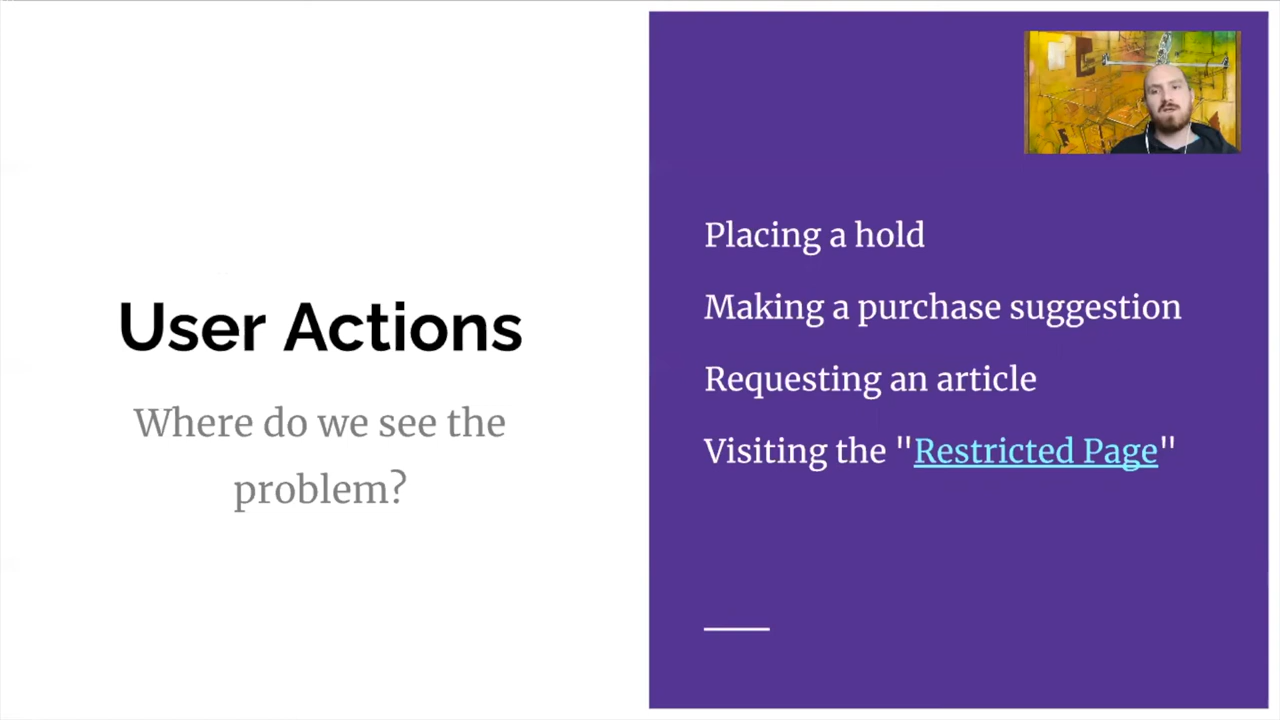 User Actions
Where do we see the
problem?
Placing a hold
Making a purchase suggestion
Requesting an article
Visiting the "Restricted Page"